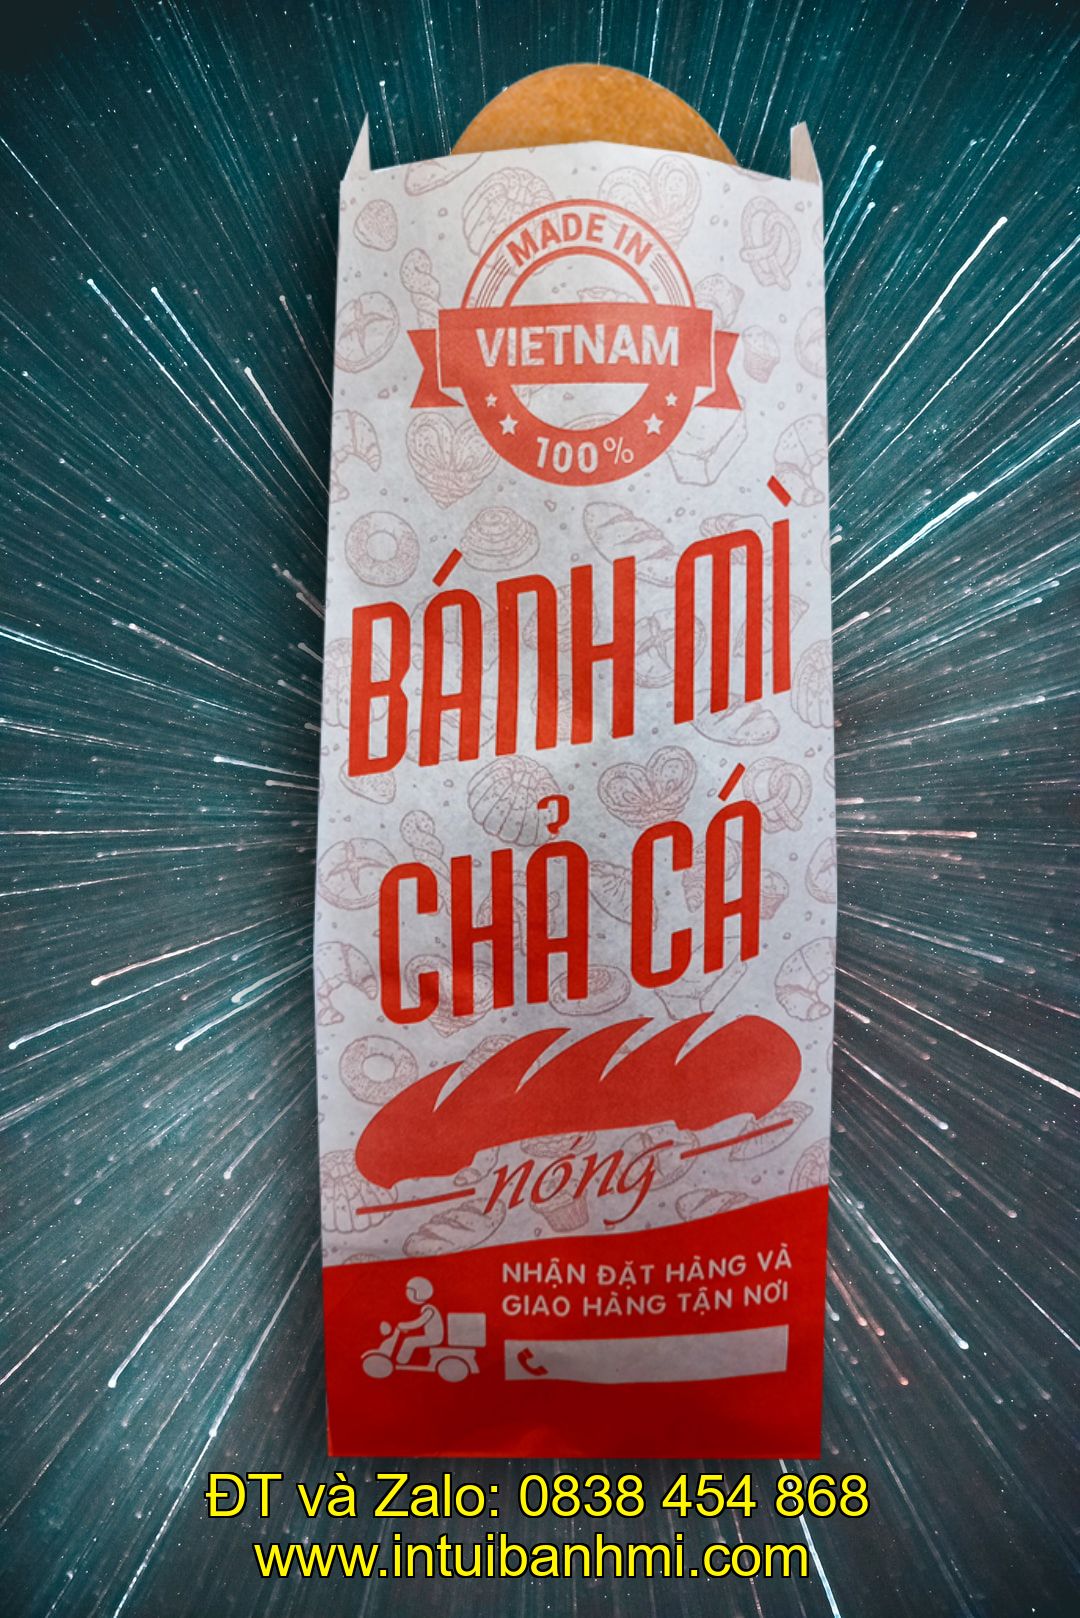 MADE IN
VIETNAM
100%
BÁNH MÌ
CHẢ CÁ
nóng
NHẬN ĐẶT HÀNG VÀ
GIAO HÀNG TẬN NƠI
ĐT và Zalo: 0838 454 868
www.intuibanhmi.com